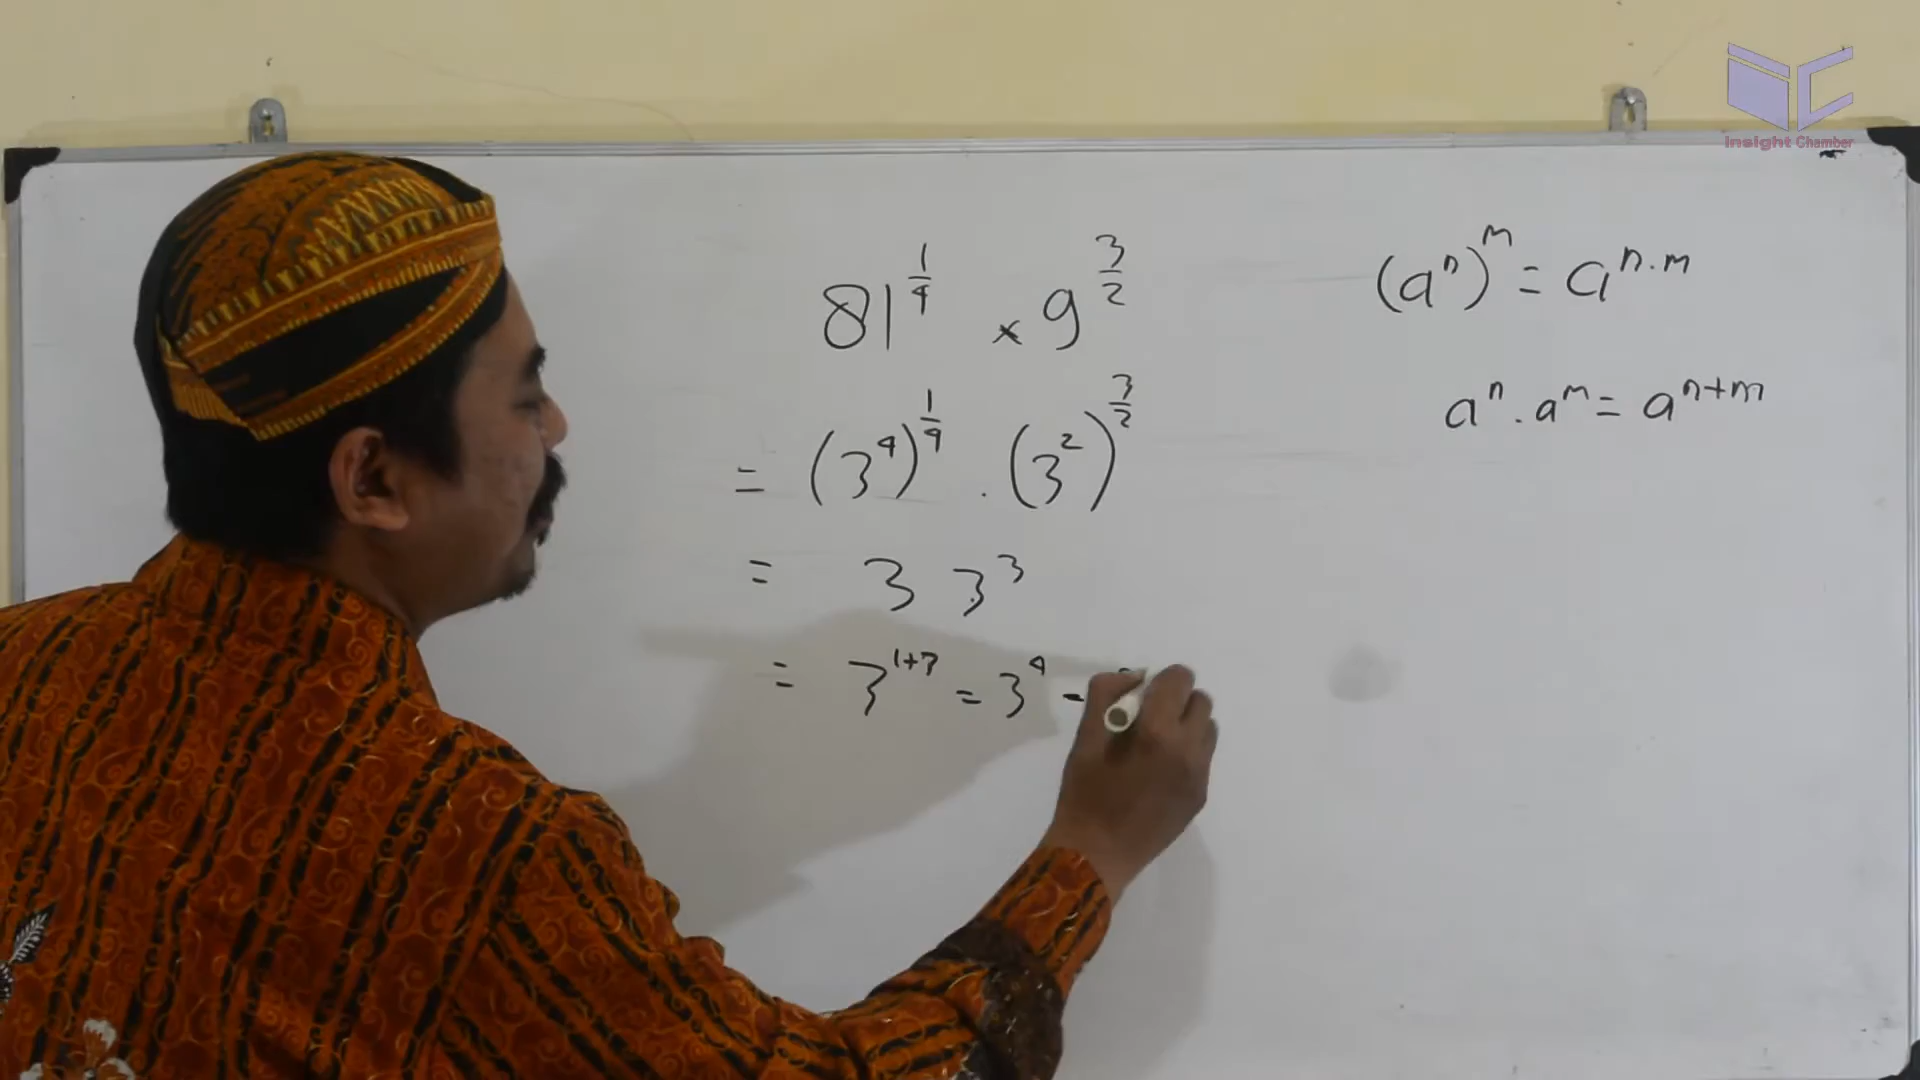 81^{1/4} × 9^{3/2}
= (3^4)^{1/4} . (3^2)^{3/2}
= 3 . 3^3
= 3^{1+3} = 3^4 =
(a^n)^m = a^{n.m}
a^n . a^m = a^{n+m}
Insight Chamber